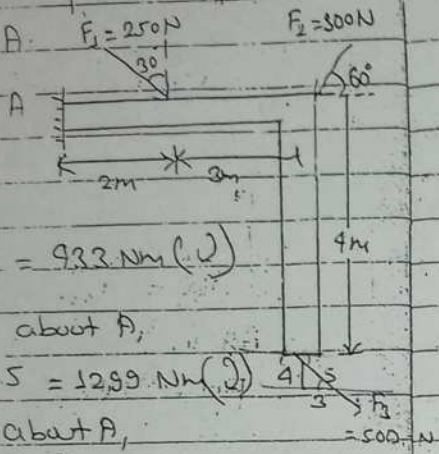 A. F₁ = 250N F₂ = 300N
30°
60°
A
2m 3m
4m
= 933 Nm (↻)
about A,
5 = 1299 Nm (↻) 4 5
3 F₃
about A, = 500 N